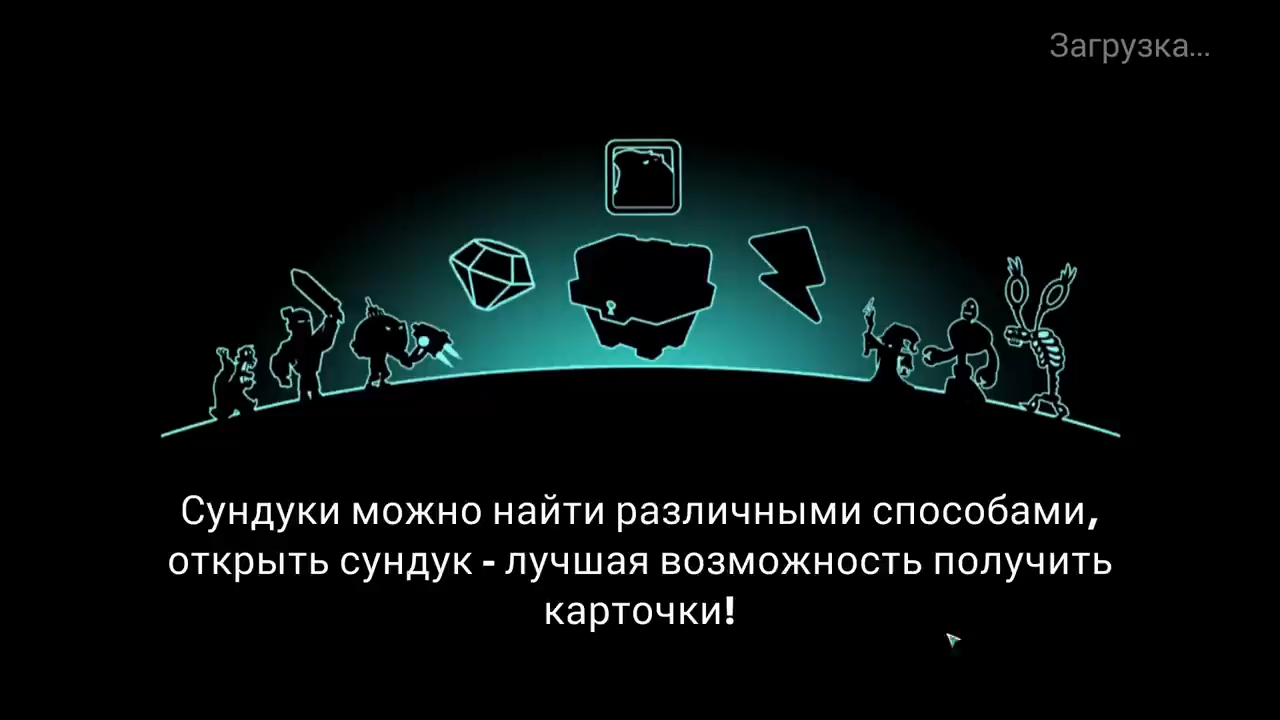 Загрузка...
Сундуки можно найти различными способами,
открыть сундук - лучшая возможность получить
карточки!